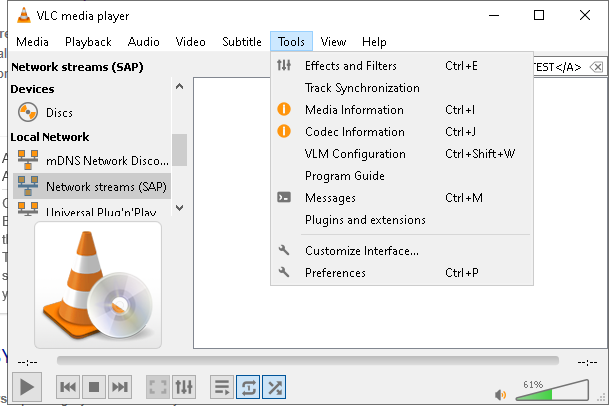 VLC media player
Media Playback Audio Video Subtitle Tools View Help
Network streams (SAP)
TEST</A>
Devices
Discs
Local Network
mDNS Network Disco...
Network streams (SAP)
Universal Plug'n'Play
Effects and Filters Ctrl+E
Track Synchronization
Media Information Ctrl+I
Codec Information Ctrl+J
VLM Configuration Ctrl+Shift+W
Program Guide
Messages Ctrl+M
Plugins and extensions
Customize Interface...
Preferences Ctrl+P
--:-- --:--
61%